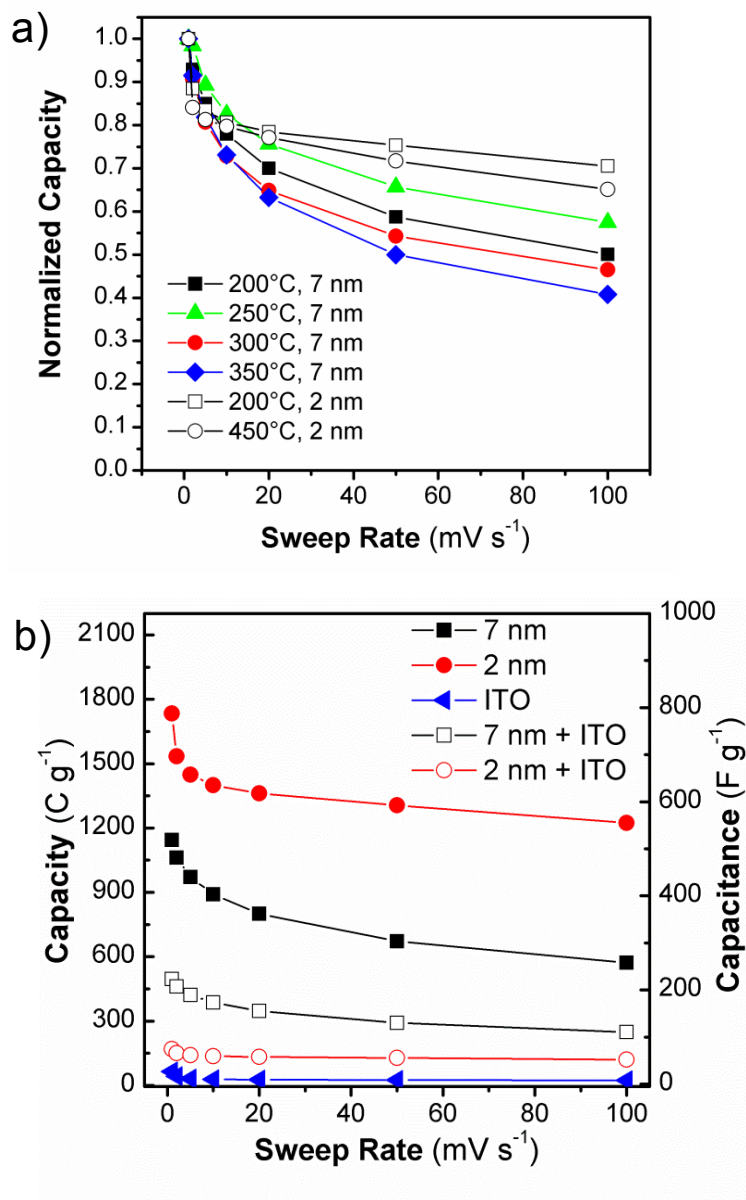 a)
1.0
0.9
0.8
0.7
0.6
0.5
0.4
0.3
0.2
0.1
0.0
Normalized Capacity
200°C, 7 nm
250°C, 7 nm
300°C, 7 nm
350°C, 7 nm
200°C, 2 nm
450°C, 2 nm
0 20 40 60 80 100
Sweep Rate (mV s⁻¹)
b)
2100
1800
1500
1200
900
600
300
0
Capacity (C g⁻¹)
7 nm
2 nm
ITO
7 nm + ITO
2 nm + ITO
1000
800
600
400
200
0
Capacitance (F g⁻¹)
0 20 40 60 80 100
Sweep Rate (mV s⁻¹)